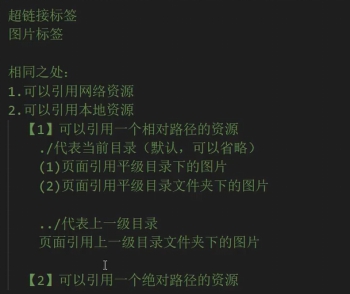 超链接标签
图片标签
相同之处:
1.可以引用网络资源
2.可以引用本地资源
【1】可以引用一个相对路径的资源
./代表当前目录（默认，可以省略）
(1)页面引用平级目录下的图片
(2)页面引用平级目录文件夹下的图片
../代表上一级目录
页面引用上一级目录文件夹下的图片
【2】可以引用一个绝对路径的资源